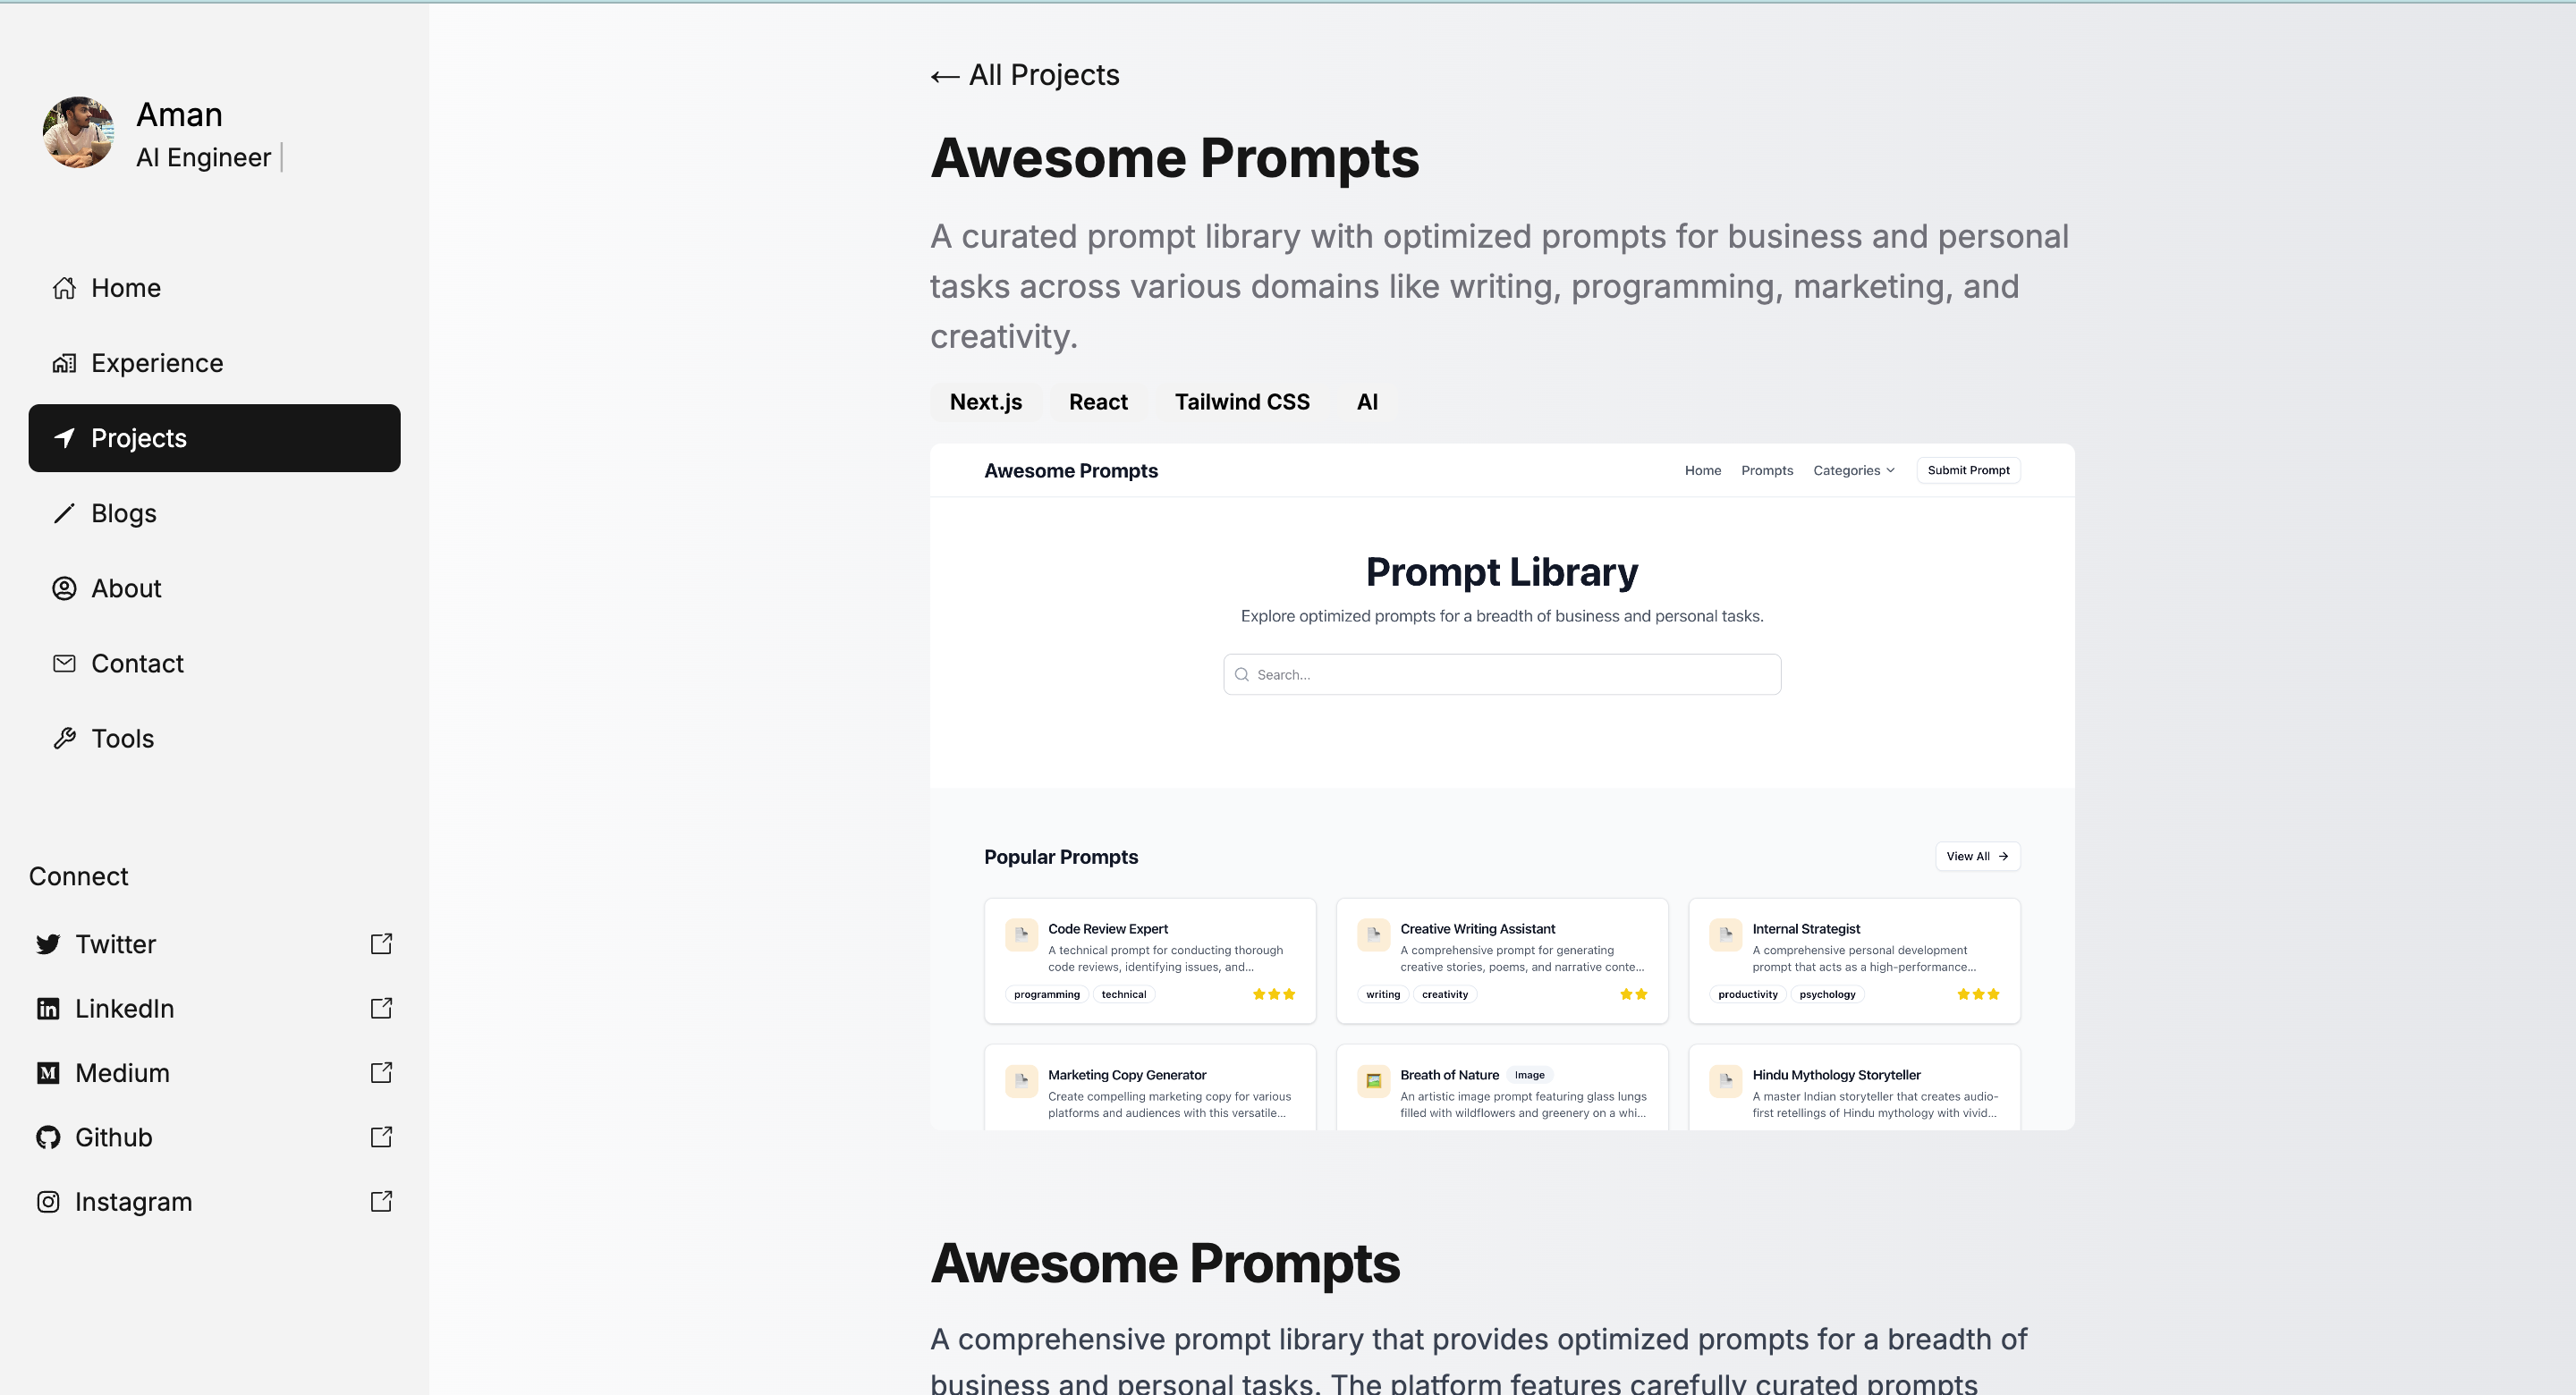 Aman
AI Engineer
Home
Experience
Projects
Blogs
About
Contact
Tools
Connect
Twitter
LinkedIn
Medium
Github
Instagram
← All Projects
Awesome Prompts
A curated prompt library with optimized prompts for business and personal
tasks across various domains like writing, programming, marketing, and
creativity.
Next.js React Tailwind CSS AI
Awesome Prompts Home Prompts Categories Submit Prompt
Prompt Library
Explore optimized prompts for a breadth of business and personal tasks.
Search...
Popular Prompts View All →
Code Review Expert
A technical prompt for conducting thorough
code reviews, identifying issues, and...
programming technical
Creative Writing Assistant
A comprehensive prompt for generating
creative stories, poems, and narrative conte...
writing creativity
Internal Strategist
A comprehensive personal development
prompt that acts as a high-performance...
productivity psychology
Marketing Copy Generator
Create compelling marketing copy for various
platforms and audiences with this versatile...
Breath of Nature Image
An artistic image prompt featuring glass lungs
filled with wildflowers and greenery on a whi...
Hindu Mythology Storyteller
A master Indian storyteller that creates audio-
first retellings of Hindu mythology with vivid...
Awesome Prompts
A comprehensive prompt library that provides optimized prompts for a breadth of
business and personal tasks. The platform features carefully curated prompts